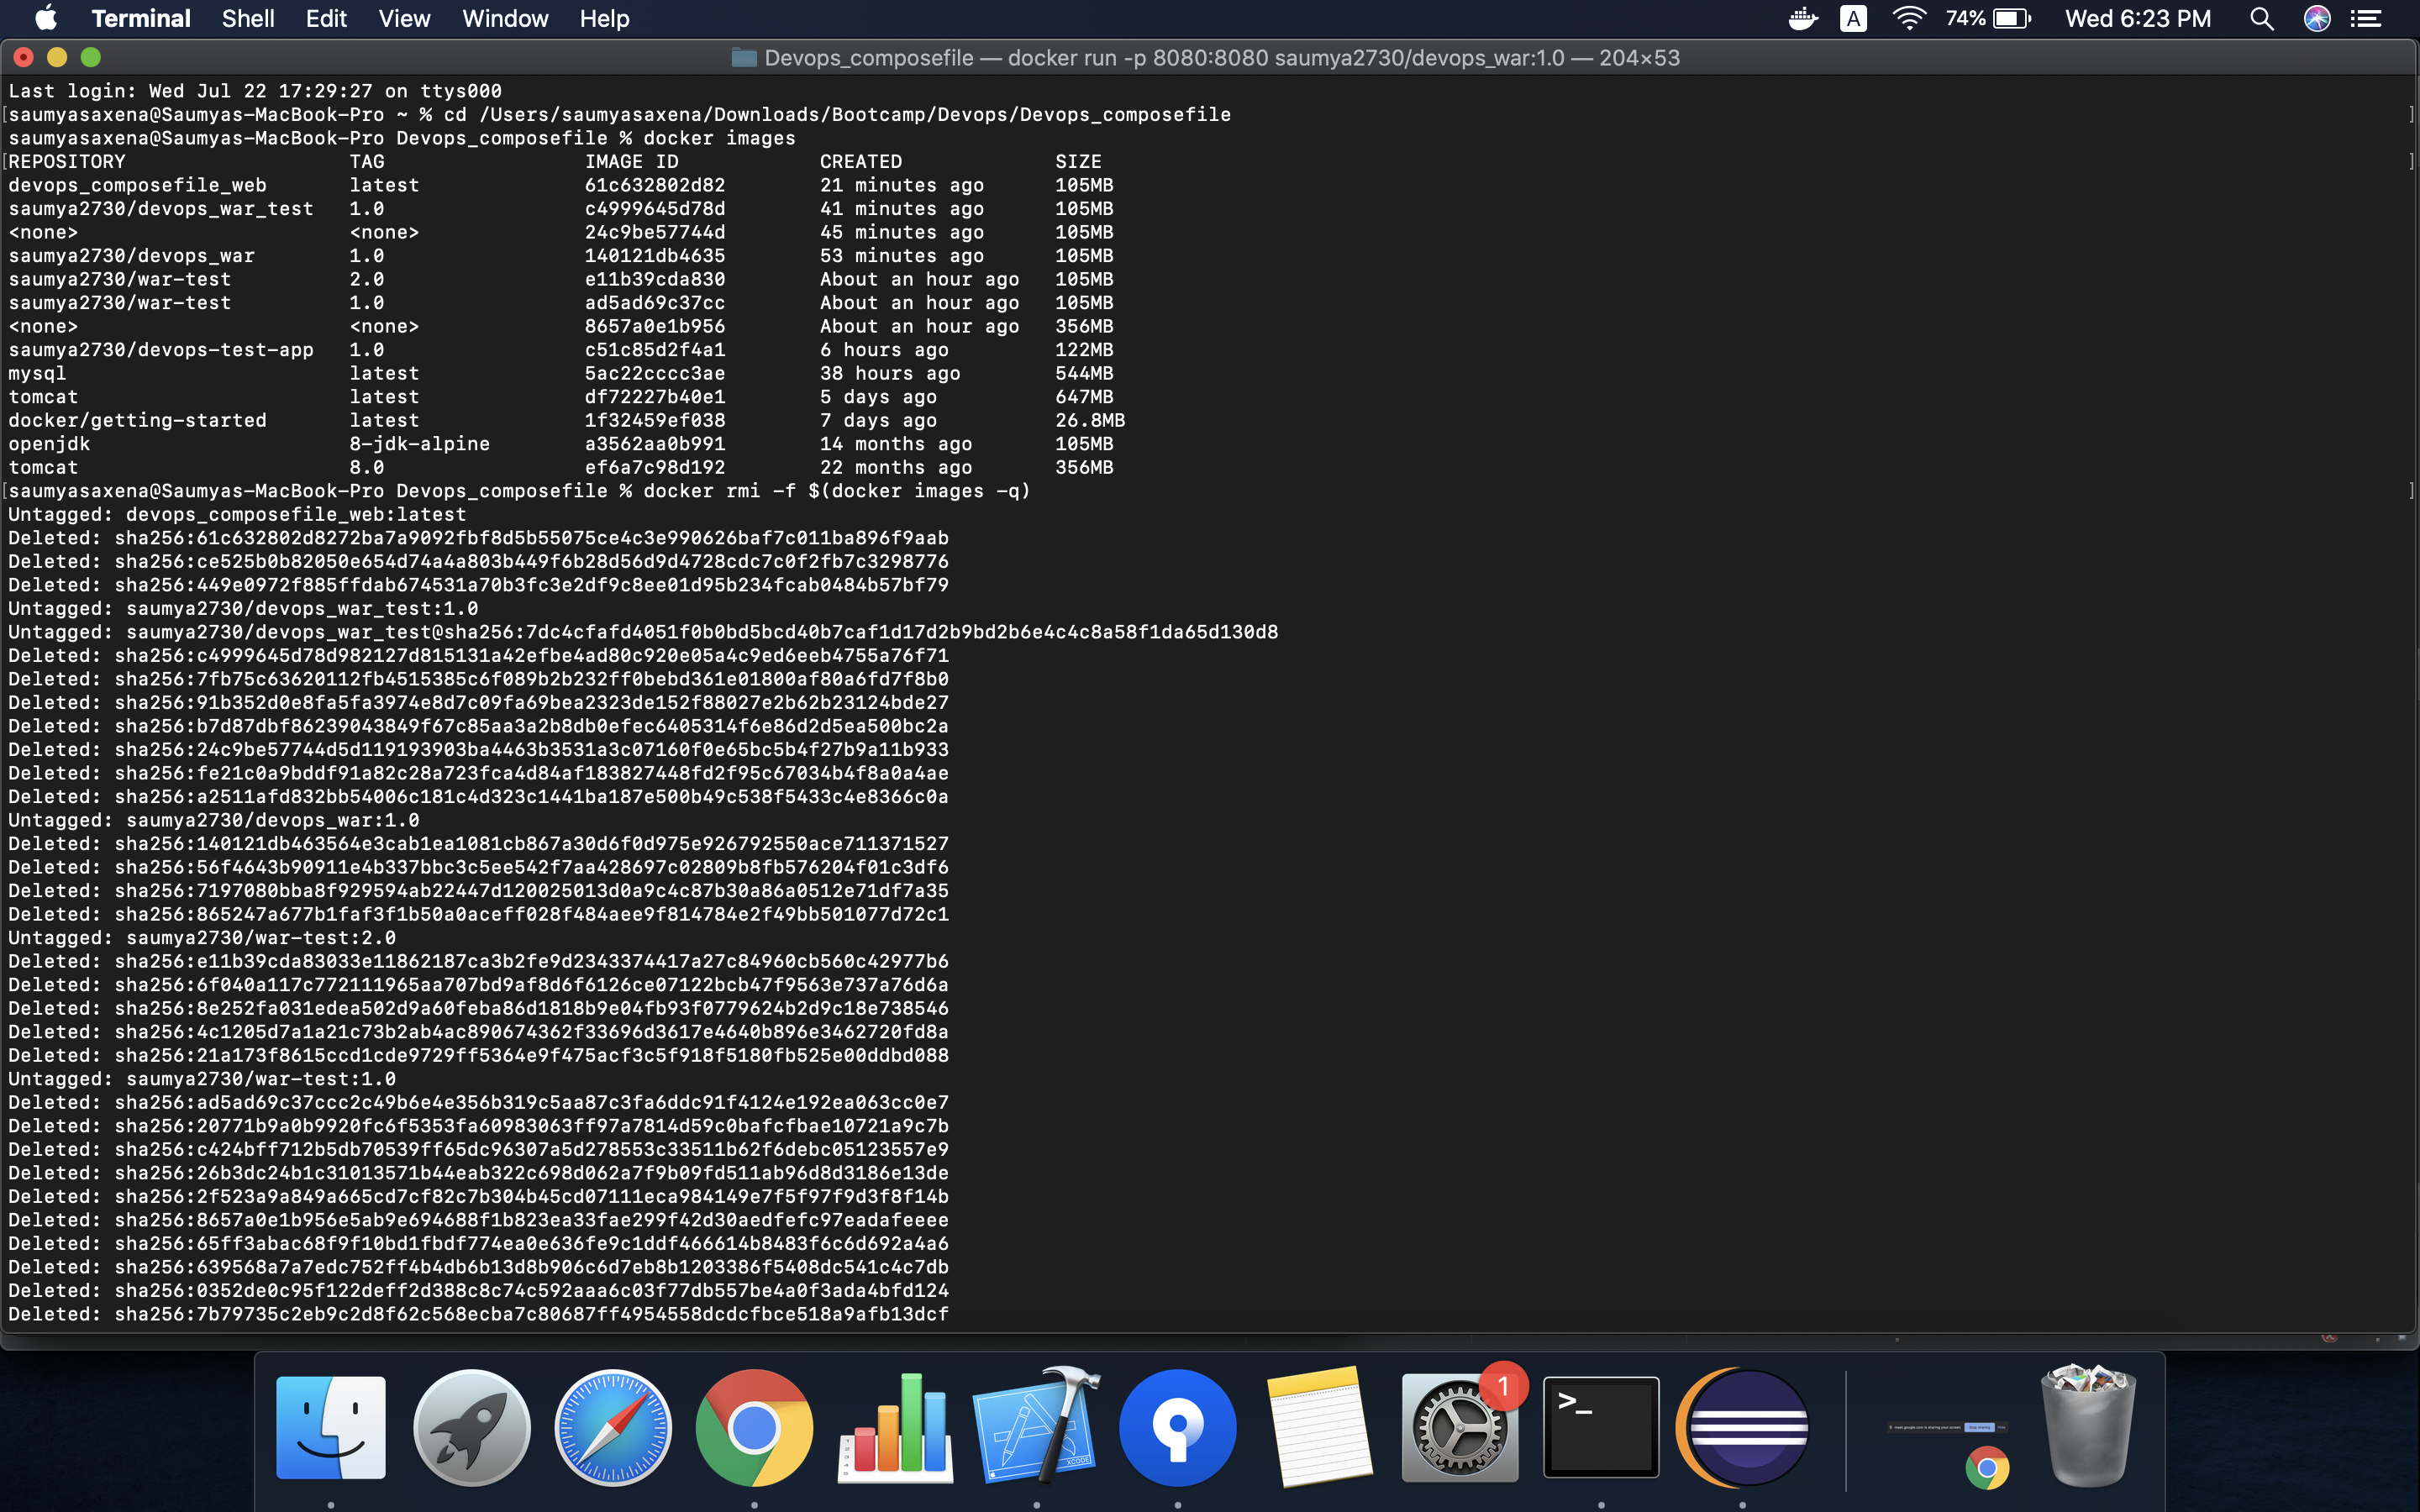 Terminal Shell Edit View Window Help A 74% Wed 6:23 PM
Devops_composefile — docker run -p 8080:8080 saumya2730/devops_war:1.0 — 204×53
Last login: Wed Jul 22 17:29:27 on ttys000
[saumyasaxena@Saumyas-MacBook-Pro ~ % cd /Users/saumyasaxena/Downloads/Bootcamp/Devops/Devops_composefile ]
saumyasaxena@Saumyas-MacBook-Pro Devops_composefile % docker images
[REPOSITORY TAG IMAGE ID CREATED SIZE ]
devops_composefile_web latest 61c632802d82 21 minutes ago 105MB
saumya2730/devops_war_test 1.0 c4999645d78d 41 minutes ago 105MB
<none> <none> 24c9be57744d 45 minutes ago 105MB
saumya2730/devops_war 1.0 140121db4635 53 minutes ago 105MB
saumya2730/war-test 2.0 e11b39cda830 About an hour ago 105MB
saumya2730/war-test 1.0 ad5ad69c37cc About an hour ago 105MB
<none> <none> 8657a0e1b956 About an hour ago 356MB
saumya2730/devops-test-app 1.0 c51c85d2f4a1 6 hours ago 122MB
mysql latest 5ac22cccc3ae 38 hours ago 544MB
tomcat latest df72227b40e1 5 days ago 647MB
docker/getting-started latest 1f32459ef038 7 days ago 26.8MB
openjdk 8-jdk-alpine a3562aa0b991 14 months ago 105MB
tomcat 8.0 ef6a7c98d192 22 months ago 356MB
[saumyasaxena@Saumyas-MacBook-Pro Devops_composefile % docker rmi -f $(docker images -q) ]
Untagged: devops_composefile_web:latest
Deleted: sha256:61c632802d8272ba7a9092fbf8d5b55075ce4c3e990626baf7c011ba896f9aab
Deleted: sha256:ce525b0b82050e654d74a4a803b449f6b28d56d9d4728cdc7c0f2fb7c3298776
Deleted: sha256:449e0972f885ffdab674531a70b3fc3e2df9c8ee01d95b234fcab0484b57bf79
Untagged: saumya2730/devops_war_test:1.0
Untagged: saumya2730/devops_war_test@sha256:7dc4cfafd4051f0b0bd5bcd40b7caf1d17d2b9bd2b6e4c4c8a58f1da65d130d8
Deleted: sha256:c4999645d78d982127d815131a42efbe4ad80c920e05a4c9ed6eeb4755a76f71
Deleted: sha256:7fb75c63620112fb4515385c6f089b2b232ff0bebd361e01800af80a6fd7f8b0
Deleted: sha256:91b352d0e8fa5fa3974e8d7c09fa69bea2323de152f88027e2b62b23124bde27
Deleted: sha256:b7d87dbf86239043849f67c85aa3a2b8db0efec6405314f6e86d2d5ea500bc2a
Deleted: sha256:24c9be57744d5d119193903ba4463b3531a3c07160f0e65bc5b4f27b9a11b933
Deleted: sha256:fe21c0a9bddf91a82c28a723fca4d84af183827448fd2f95c67034b4f8a0a4ae
Deleted: sha256:a2511afd832bb54006c181c4d323c1441ba187e500b49c538f5433c4e8366c0a
Untagged: saumya2730/devops_war:1.0
Deleted: sha256:140121db463564e3cab1ea1081cb867a30d6f0d975e926792550ace711371527
Deleted: sha256:56f4643b90911e4b337bbc3c5ee542f7aa428697c02809b8fb576204f01c3df6
Deleted: sha256:7197080bba8f929594ab22447d120025013d0a9c4c87b30a86a0512e71df7a35
Deleted: sha256:865247a677b1faf3f1b50a0aceff028f484aee9f814784e2f49bb501077d72c1
Untagged: saumya2730/war-test:2.0
Deleted: sha256:e11b39cda83033e11862187ca3b2fe9d2343374417a27c84960cb560c42977b6
Deleted: sha256:6f040a117c772111965aa707bd9af8d6f6126ce07122bcb47f9563e737a76d6a
Deleted: sha256:8e252fa031edea502d9a60feba86d1818b9e04fb93f0779624b2d9c18e738546
Deleted: sha256:4c1205d7a1a21c73b2ab4ac890674362f33696d3617e4640b896e3462720fd8a
Deleted: sha256:21a173f8615ccd1cde9729ff5364e9f475acf3c5f918f5180fb525e00ddbd088
Untagged: saumya2730/war-test:1.0
Deleted: sha256:ad5ad69c37ccc2c49b6e4e356b319c5aa87c3fa6ddc91f4124e192ea063cc0e7
Deleted: sha256:20771b9a0b9920fc6f5353fa60983063ff97a7814d59c0bafcfbae10721a9c7b
Deleted: sha256:c424bff712b5db70539ff65dc96307a5d278553c33511b62f6debc05123557e9
Deleted: sha256:26b3dc24b1c31013571b44eab322c698d062a7f9b09fd511ab96d8d3186e13de
Deleted: sha256:2f523a9a849a665cd7cf82c7b304b45cd07111eca984149e7f5f97f9d3f8f14b
Deleted: sha256:8657a0e1b956e5ab9e694688f1b823ea33fae299f42d30aedfefc97eadafeeee
Deleted: sha256:65ff3abac68f9f10bd1fbdf774ea0e636fe9c1ddf466614b8483f6c6d692a4a6
Deleted: sha256:639568a7a7edc752ff4b4db6b13d8b906c6d7eb8b1203386f5408dc541c4c7db
Deleted: sha256:0352de0c95f122deff2d388c8c74c592aaa6c03f77db557be4a0f3ada4bfd124
Deleted: sha256:7b79735c2eb9c2d8f62c568ecba7c80687ff4954558dcdcfbce518a9afb13dcf
1
>_
XCODE